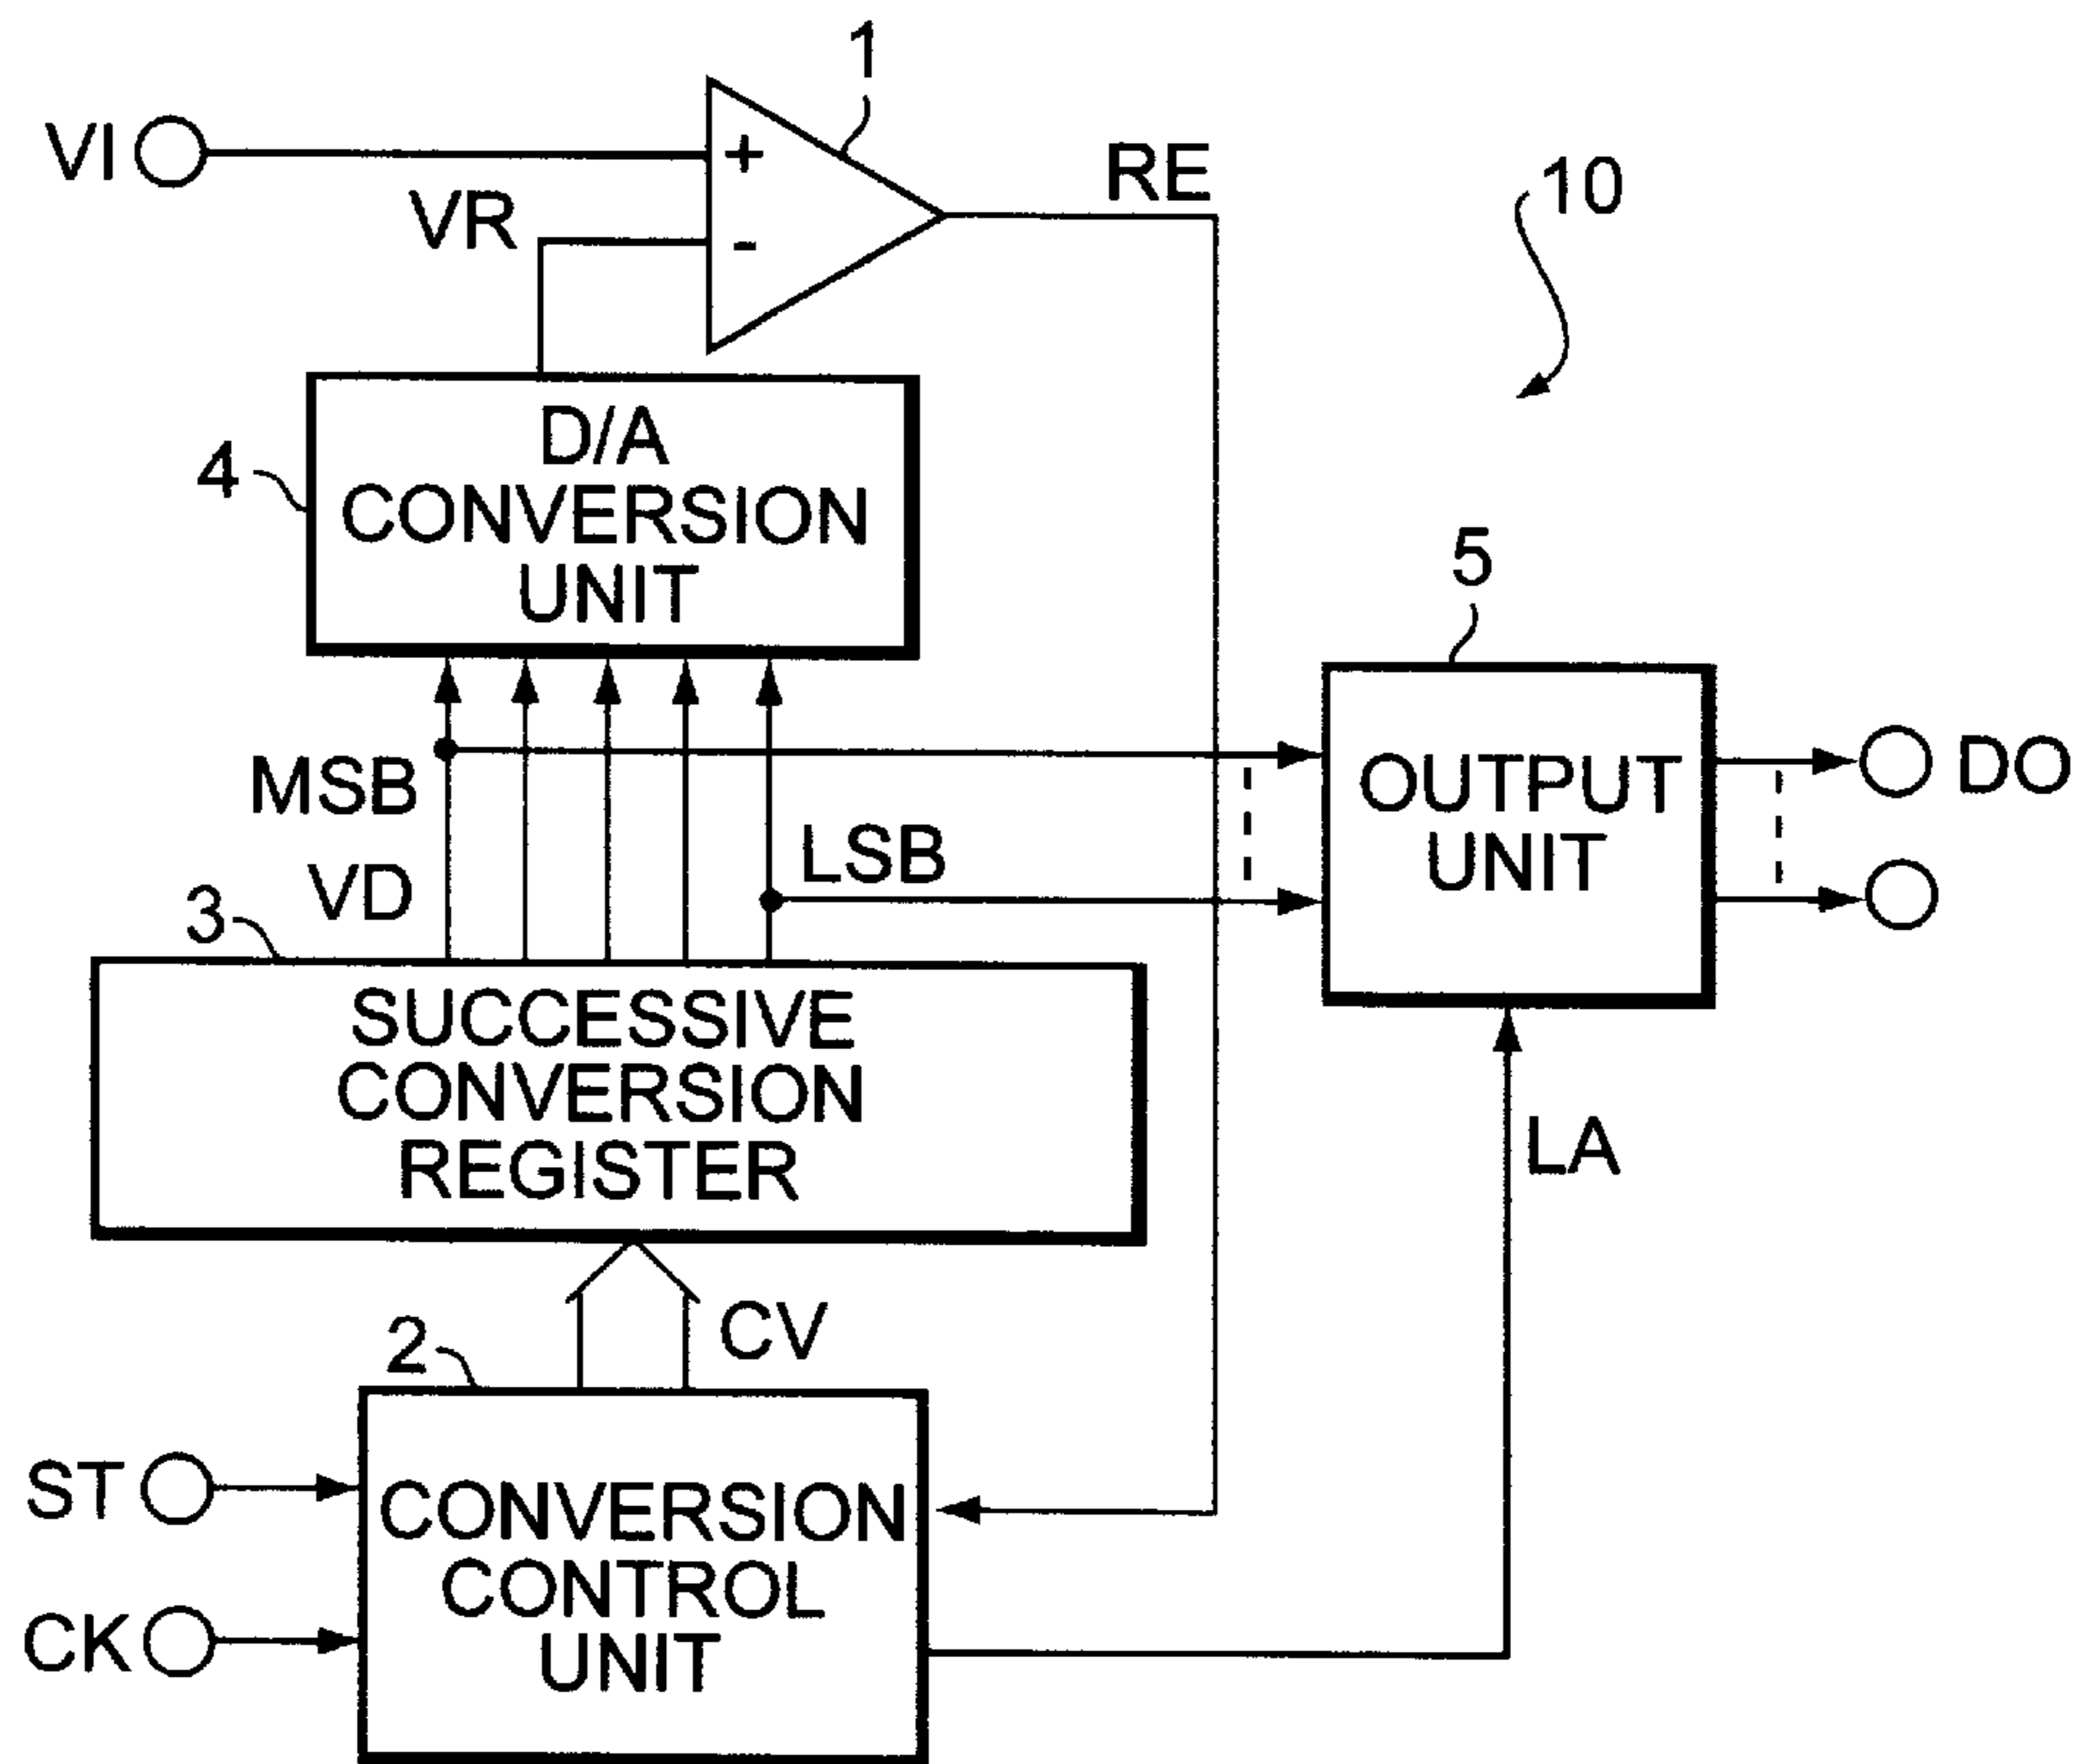 1
VI
+
RE
10
VR
-
D/A
CONVERSION
UNIT
4
5
MSB
OUTPUT
UNIT
DO
LSB
VD
3
SUCCESSIVE
CONVERSION
REGISTER
LA
CV
2
ST
CONVERSION
CONTROL
UNIT
CK